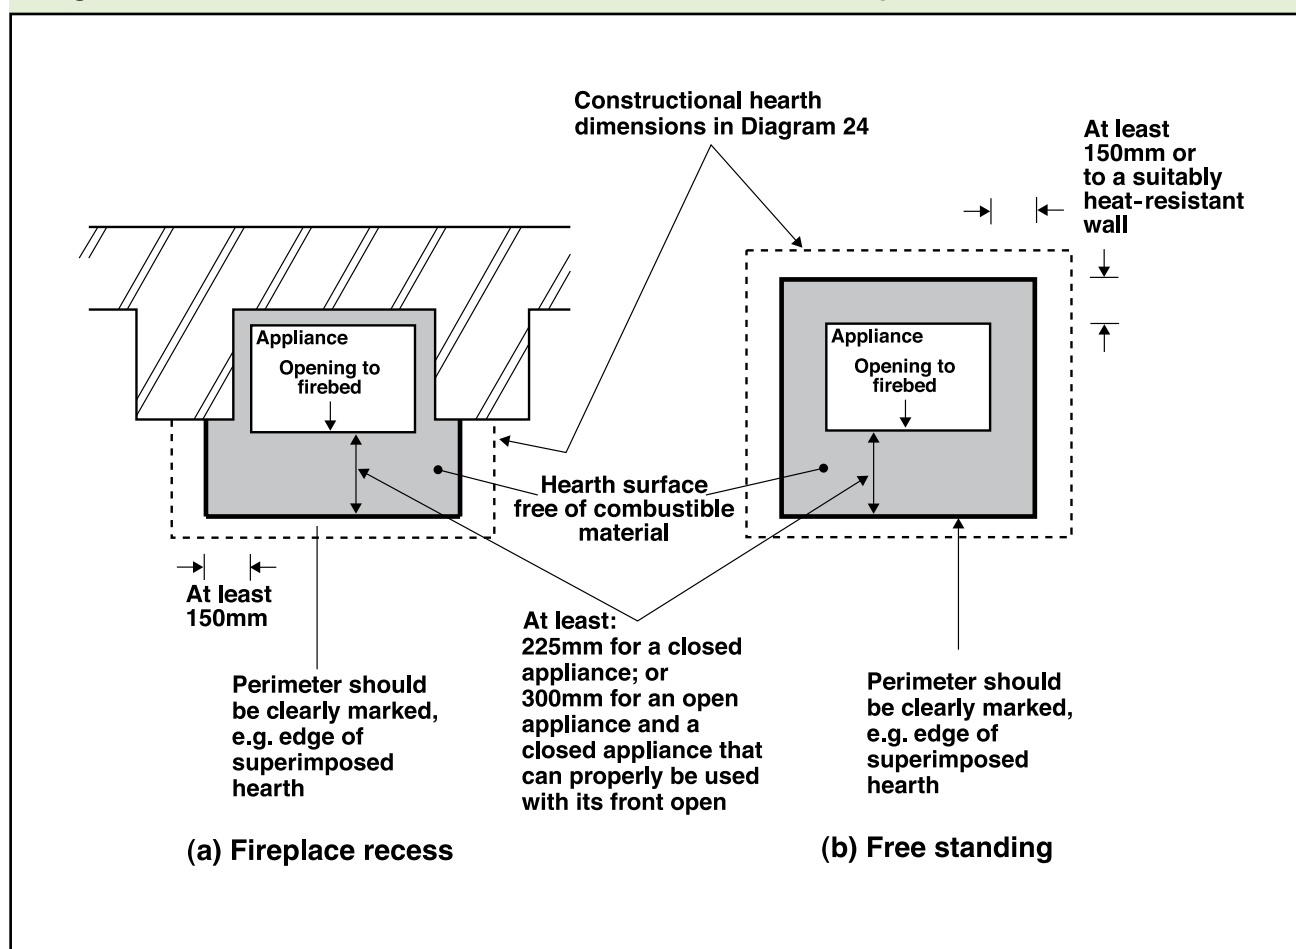 Constructional hearth
dimensions in Diagram 24
At least
150mm or
to a suitably
heat-resistant
wall
Appliance
Opening to
firebed
Appliance
Opening to
firebed
Hearth surface
free of combustible
material
At least
150mm
At least:
225mm for a closed
appliance; or
300mm for an open
appliance and a
closed appliance that
can properly be used
with its front open
Perimeter should
be clearly marked,
e.g. edge of
superimposed
hearth
Perimeter should
be clearly marked,
e.g. edge of
superimposed
hearth
(a) Fireplace recess
(b) Free standing